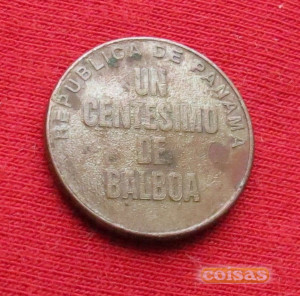 REPUBLICA DE PANAMA
UN
CENTESIMO
DE
BALBOA
coisas